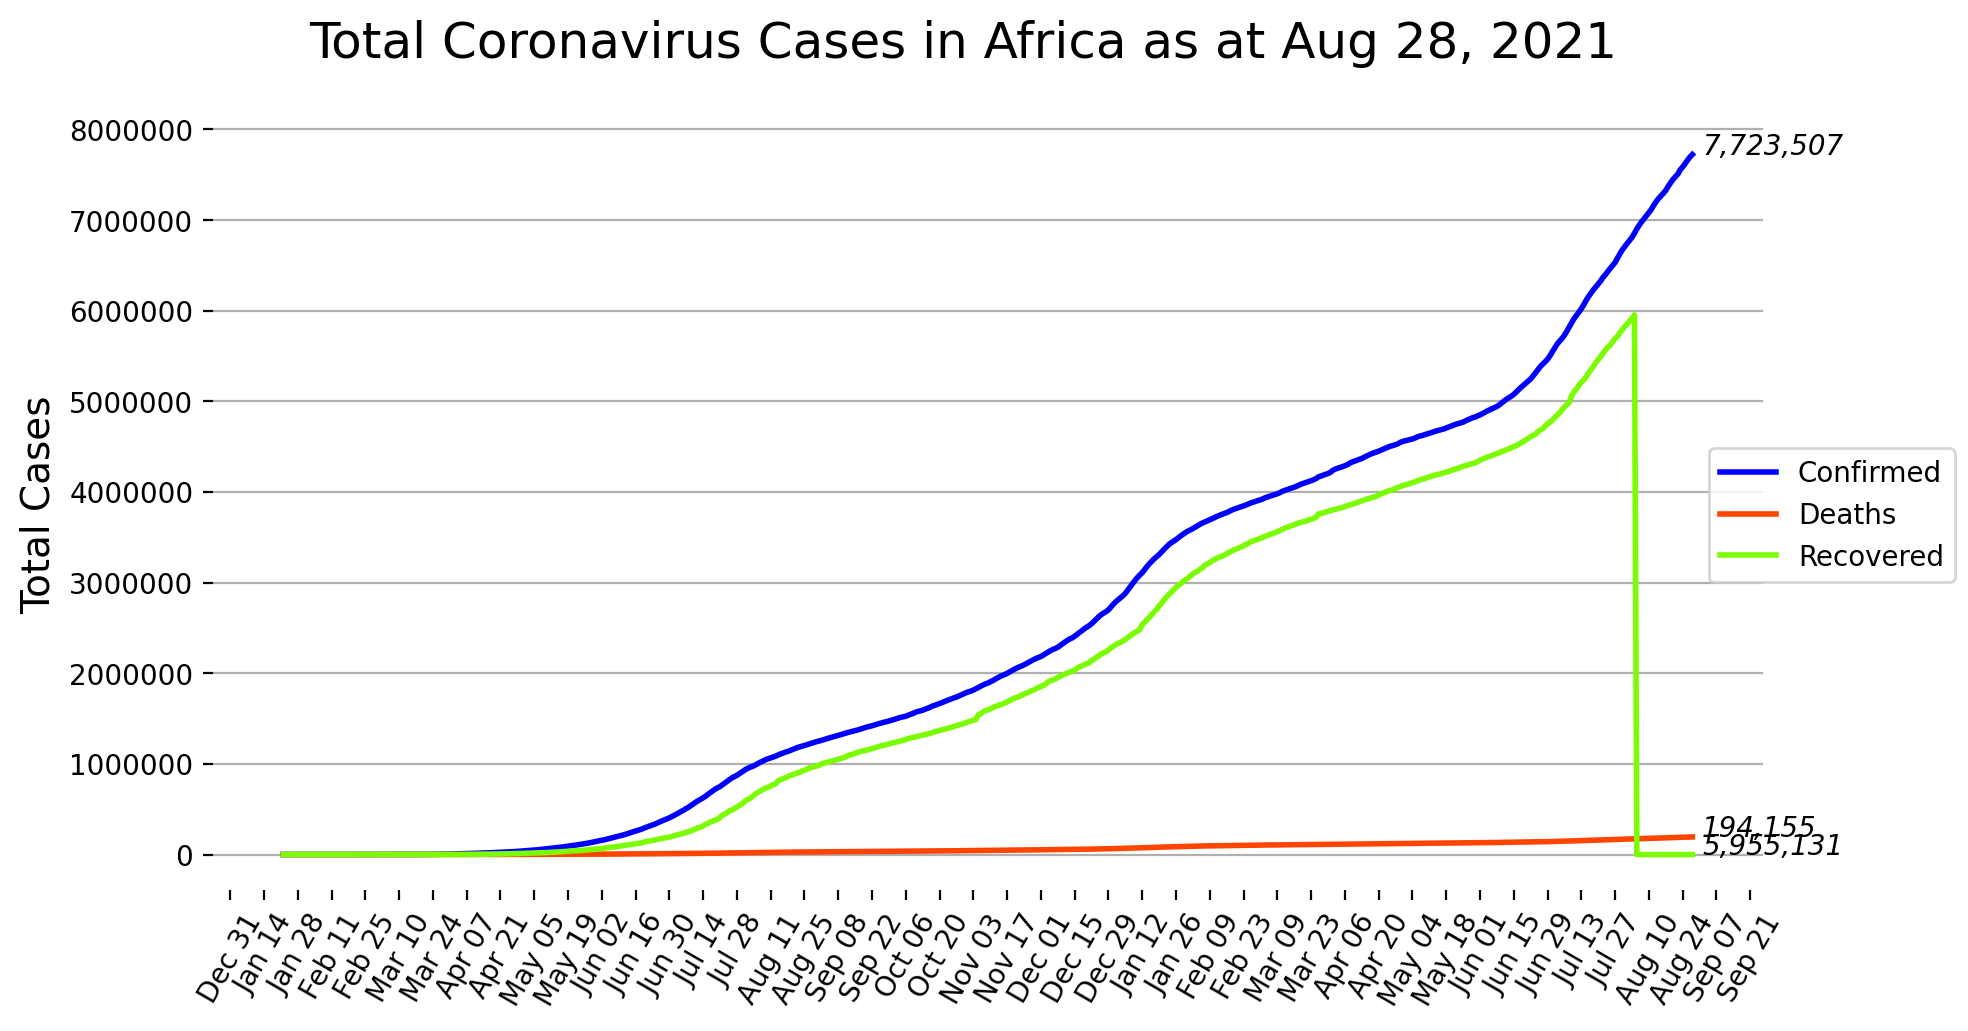 Total Coronavirus Cases in Africa as at Aug 28, 2021
Total Cases
8000000
7000000
6000000
5000000
4000000
3000000
2000000
1000000
0
7,723,507
194,155
5,955,131
Confirmed
Deaths
Recovered
Dec 31
Jan 14
Jan 28
Feb 11
Feb 25
Mar 10
Mar 24
Apr 07
Apr 21
May 05
May 19
Jun 02
Jun 16
Jun 30
Jul 14
Jul 28
Aug 11
Aug 25
Sep 08
Sep 22
Oct 06
Oct 20
Nov 03
Nov 17
Dec 01
Dec 15
Dec 29
Dec 12
Jan 26
Feb 09
Feb 23
Mar 09
Mar 23
Apr 06
Apr 20
May 04
May 18
May 01
Jun 15
Jun 29
Jul 13
Jul 27
Aug 10
Aug 24
Sep 07
Sep 21